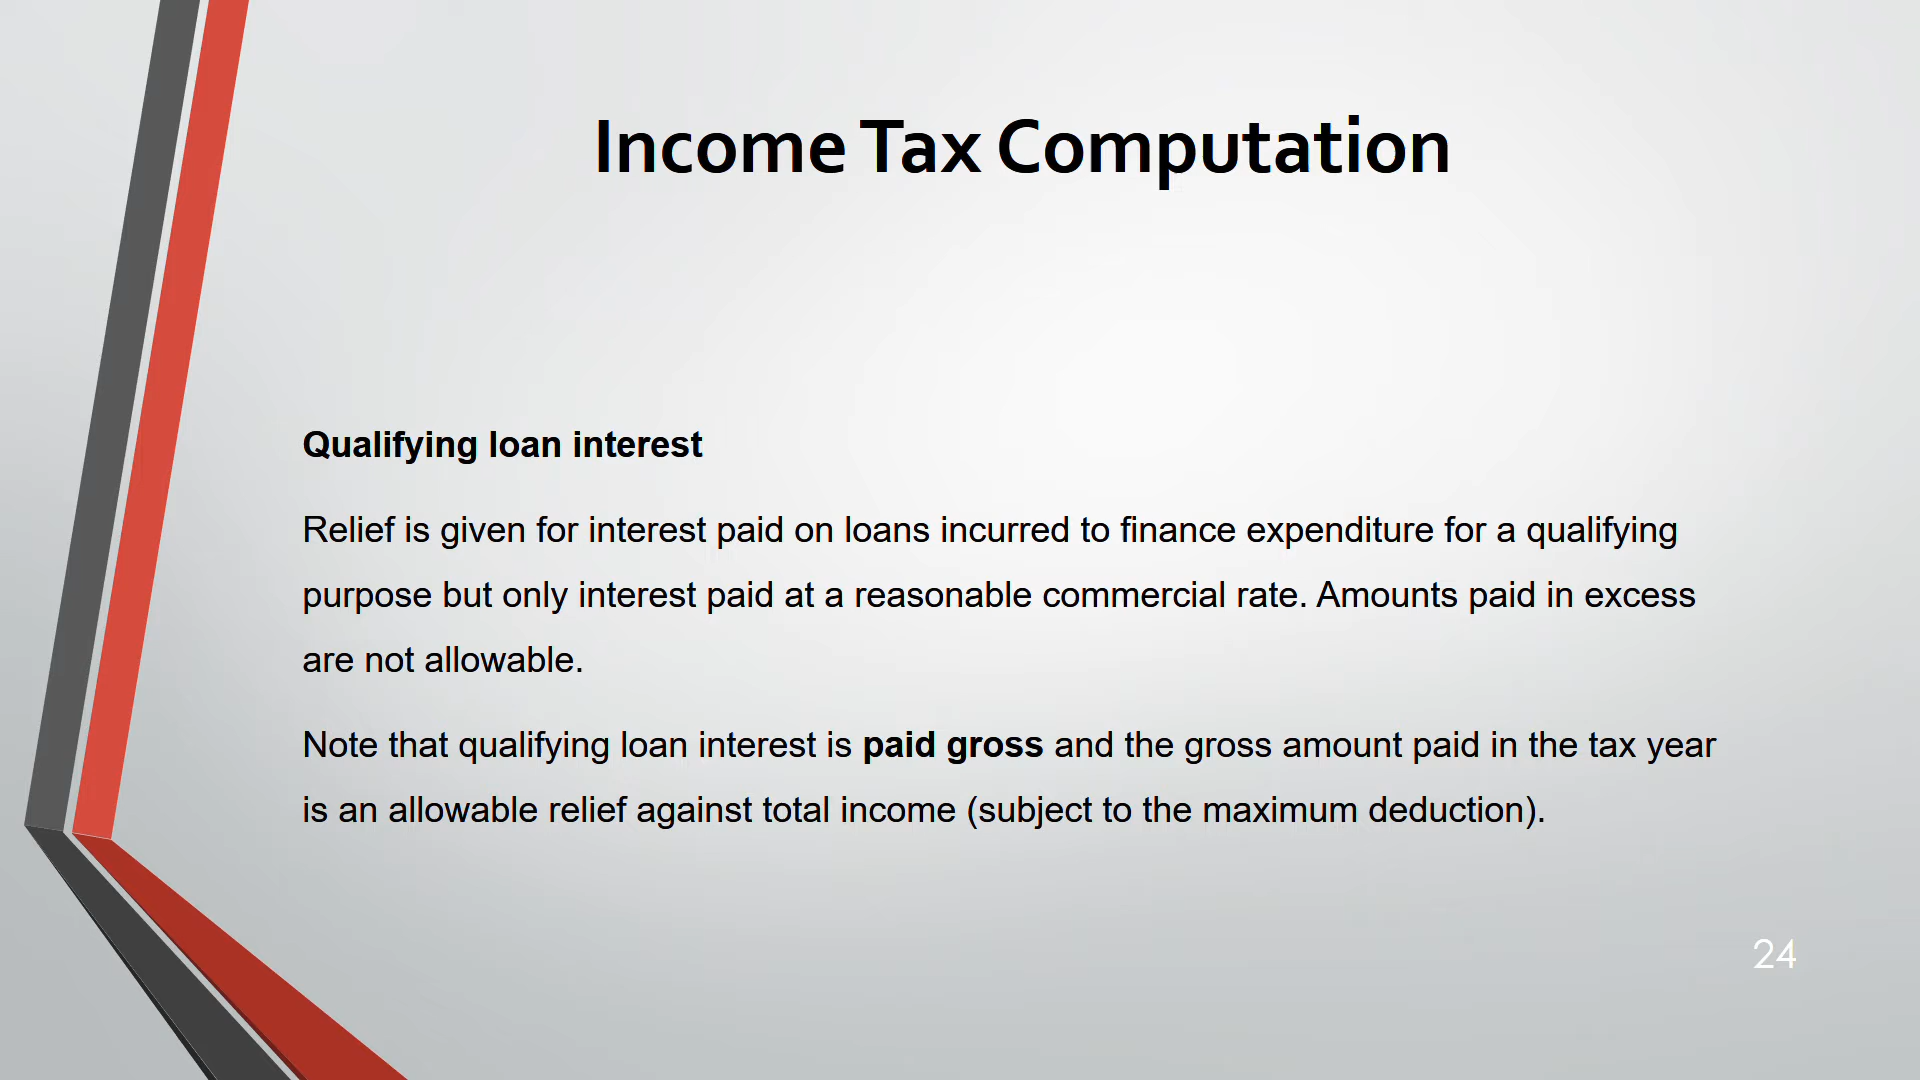 Income Tax Computation
Qualifying loan interest
Relief is given for interest paid on loans incurred to finance expenditure for a qualifying
purpose but only interest paid at a reasonable commercial rate. Amounts paid in excess
are not allowable.
Note that qualifying loan interest is paid gross and the gross amount paid in the tax year
is an allowable relief against total income (subject to the maximum deduction).
24